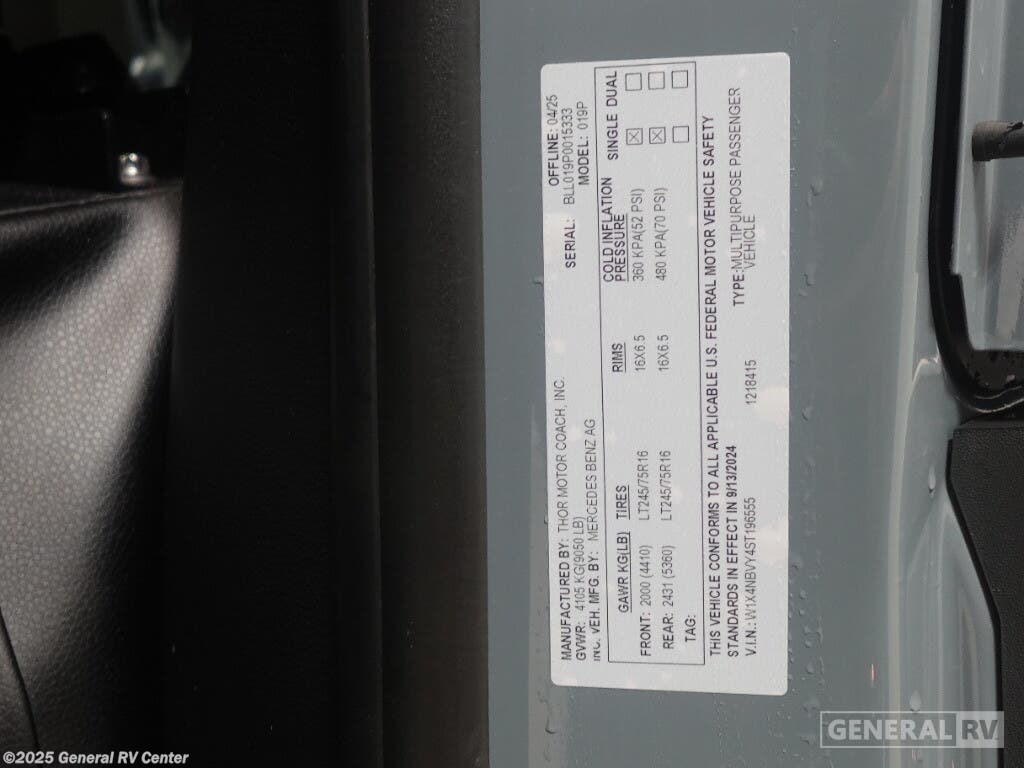 MANUFACTURED BY: THOR MOTOR COACH, INC. OFFLINE: 04/25
GVWR: 4105 KG(9050 LB) SERIAL: BLL019P0015333
INC. VEH. MFG. BY: MERCEDES BENZ AG MODEL: 019P
GAWR KG(LB) TIRES RIMS COLD INFLATION PRESSURE SINGLE DUAL
FRONT: 2000 (4410) LT245/75R16 16X6.5 360 KPA(52 PSI) ☒ ☐
REAR: 2431 (5360) LT245/75R16 16X6.5 480 KPA(70 PSI) ☒ ☐
TAG: ☐ ☐
THIS VEHICLE CONFORMS TO ALL APPLICABLE U.S. FEDERAL MOTOR VEHICLE SAFETY
STANDARDS IN EFFECT IN 9/13/2024 TYPE:MULTIPURPOSE PASSENGER
V.I.N.: W1X4NBVY4ST196555 1218415 VEHICLE
GENERAL RV
©2025 General RV Center